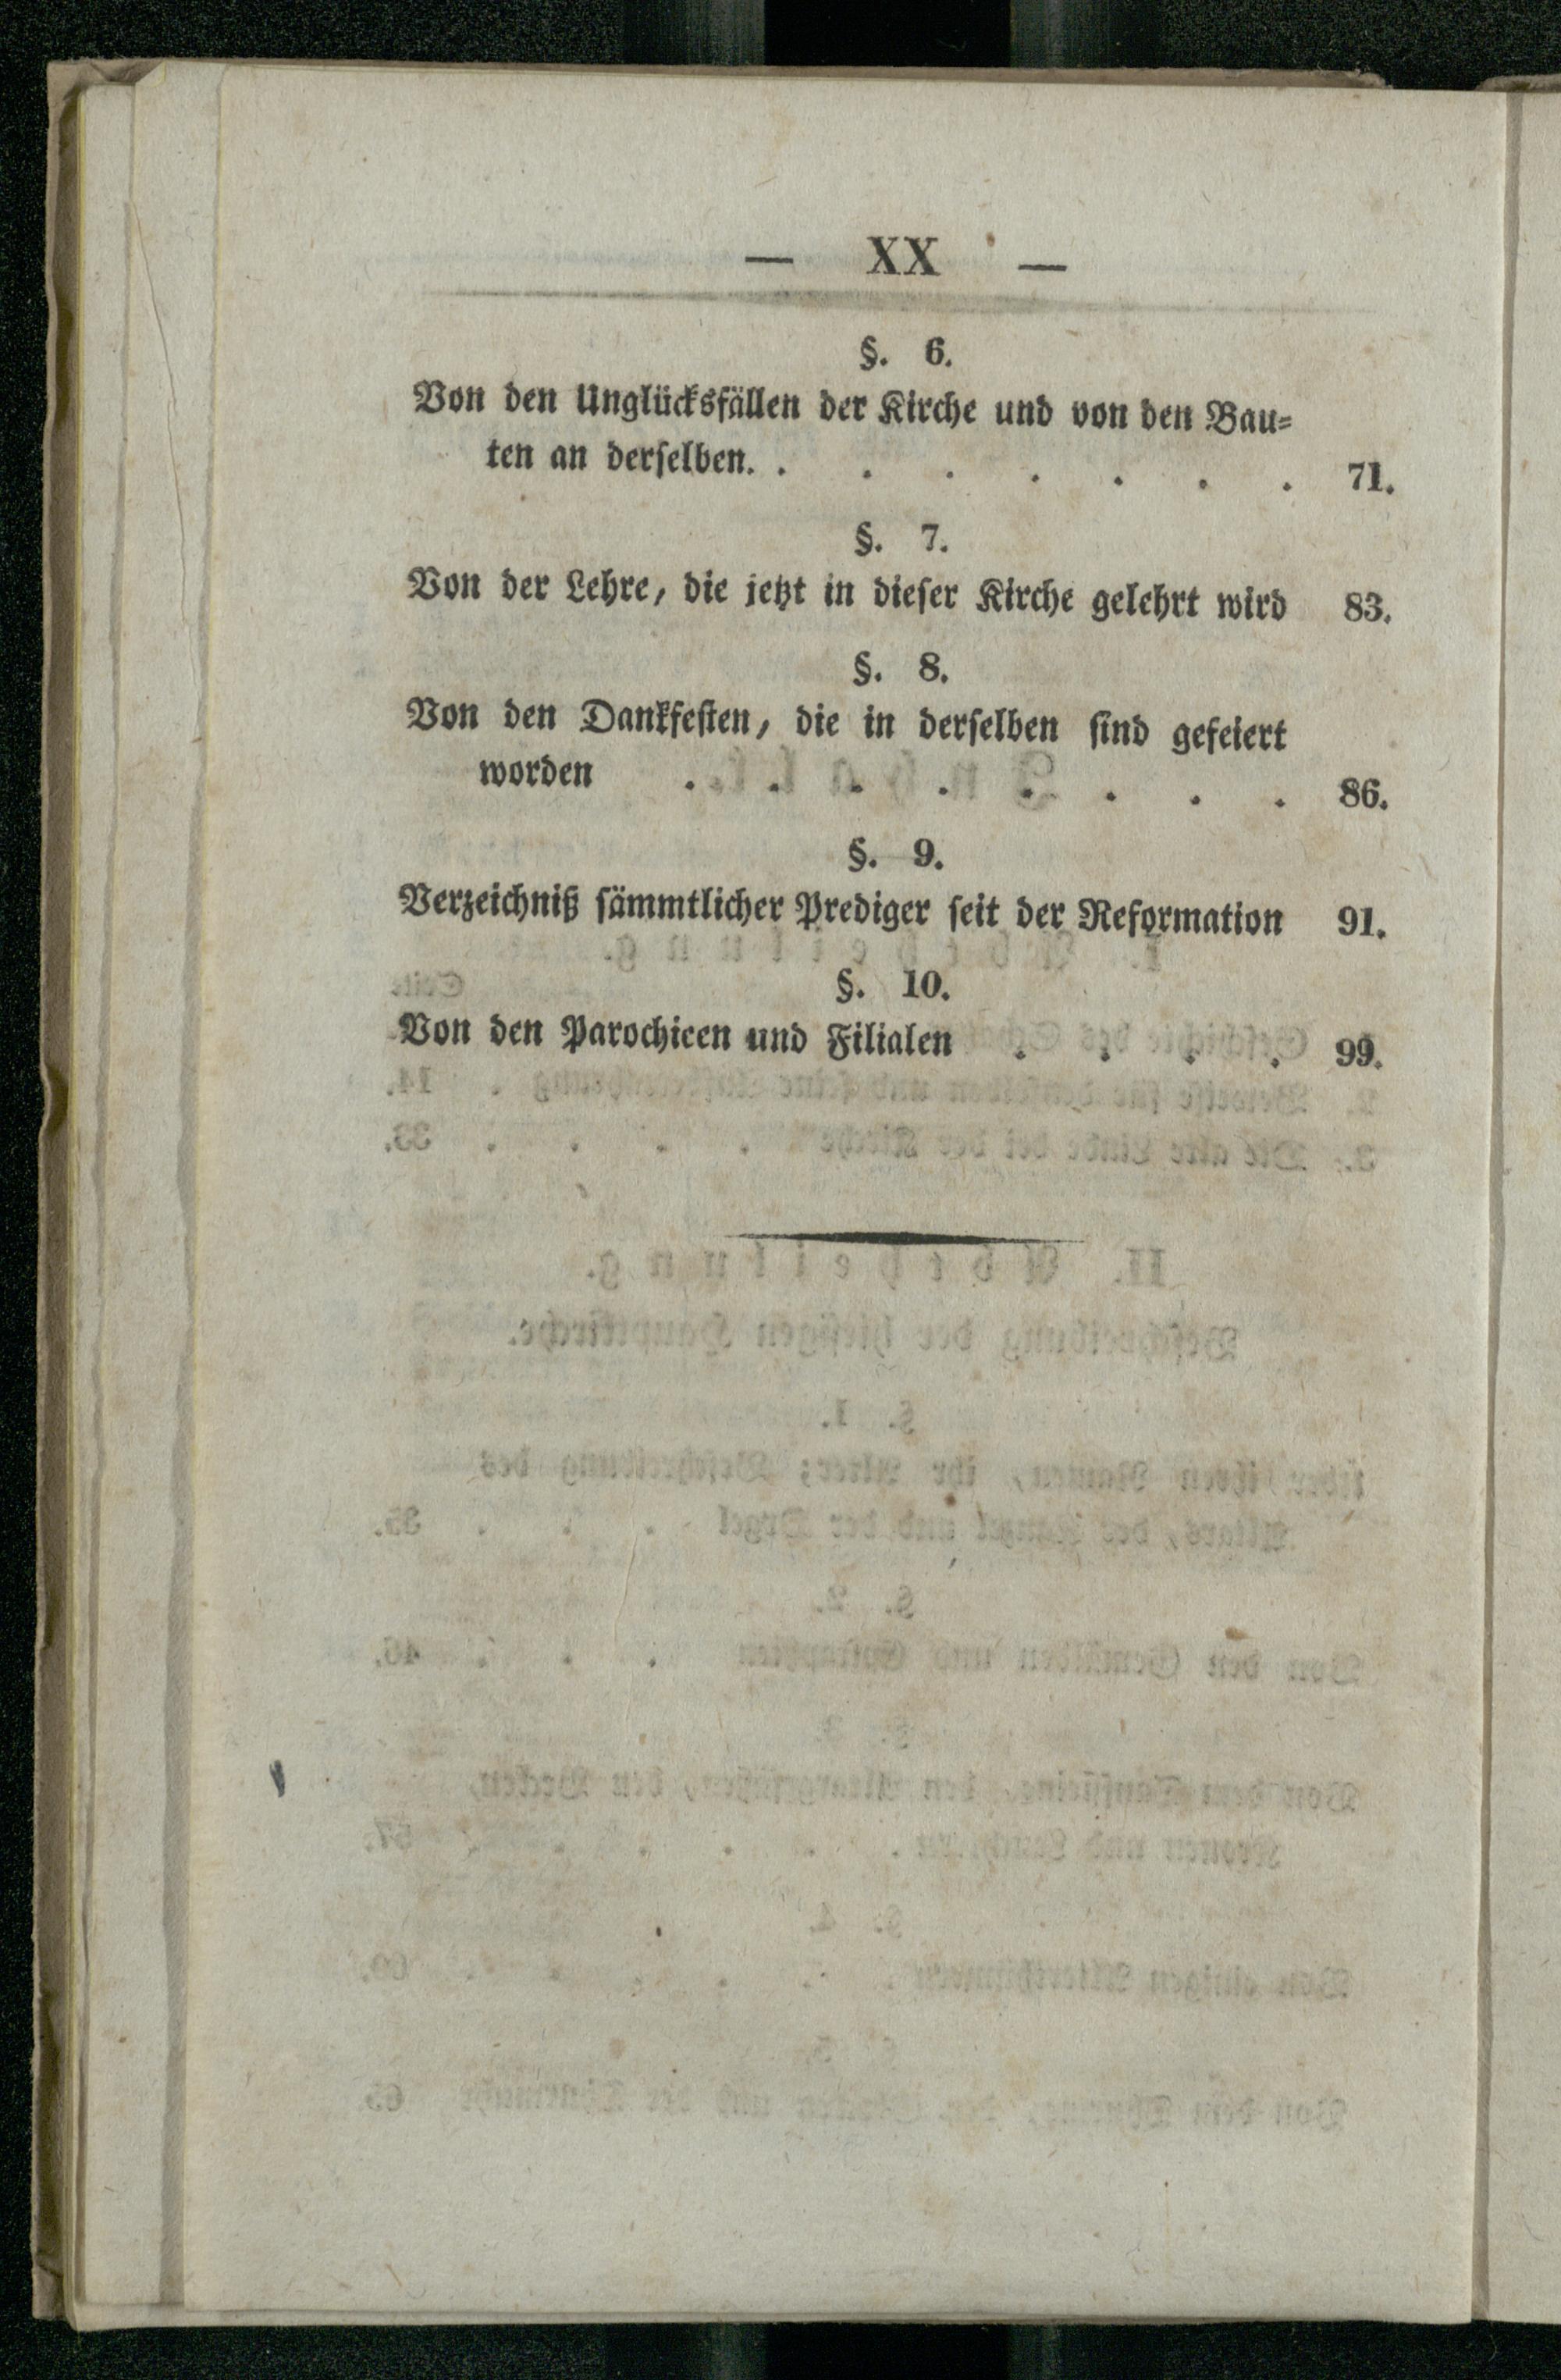 — XX —
§. 6.
Von den Unglücksfällen der Kirche und von den Bau=
ten an derselben. . . . . . . . 71.
§. 7.
Von der Lehre, die jetzt in dieser Kirche gelehrt wird 83.
§. 8.
Von den Dankfesten, die in derselben sind gefeiert
worden . . . . . . . . 86.
§. 9.
Verzeichniß sämmtlicher Prediger seit der Reformation 91.
§. 10.
Von den Parochieen und Filialen . . . . 99.